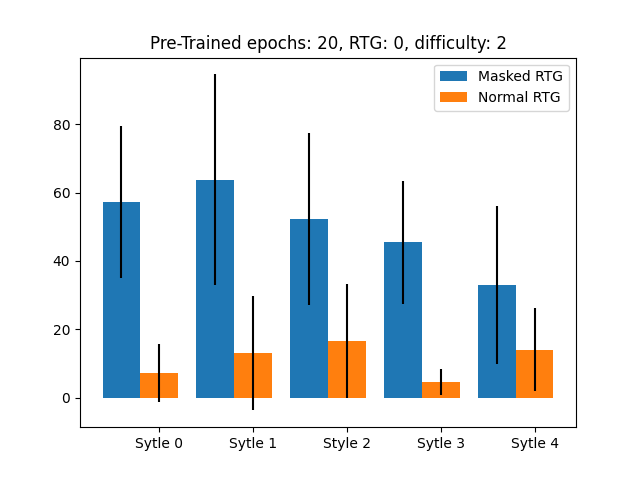 Pre-Trained epochs: 20, RTG: 0, difficulty: 2
Masked RTG
Normal RTG
80
60
40
20
0
Sytle 0 Sytle 1 Style 2 Sytle 3 Sytle 4